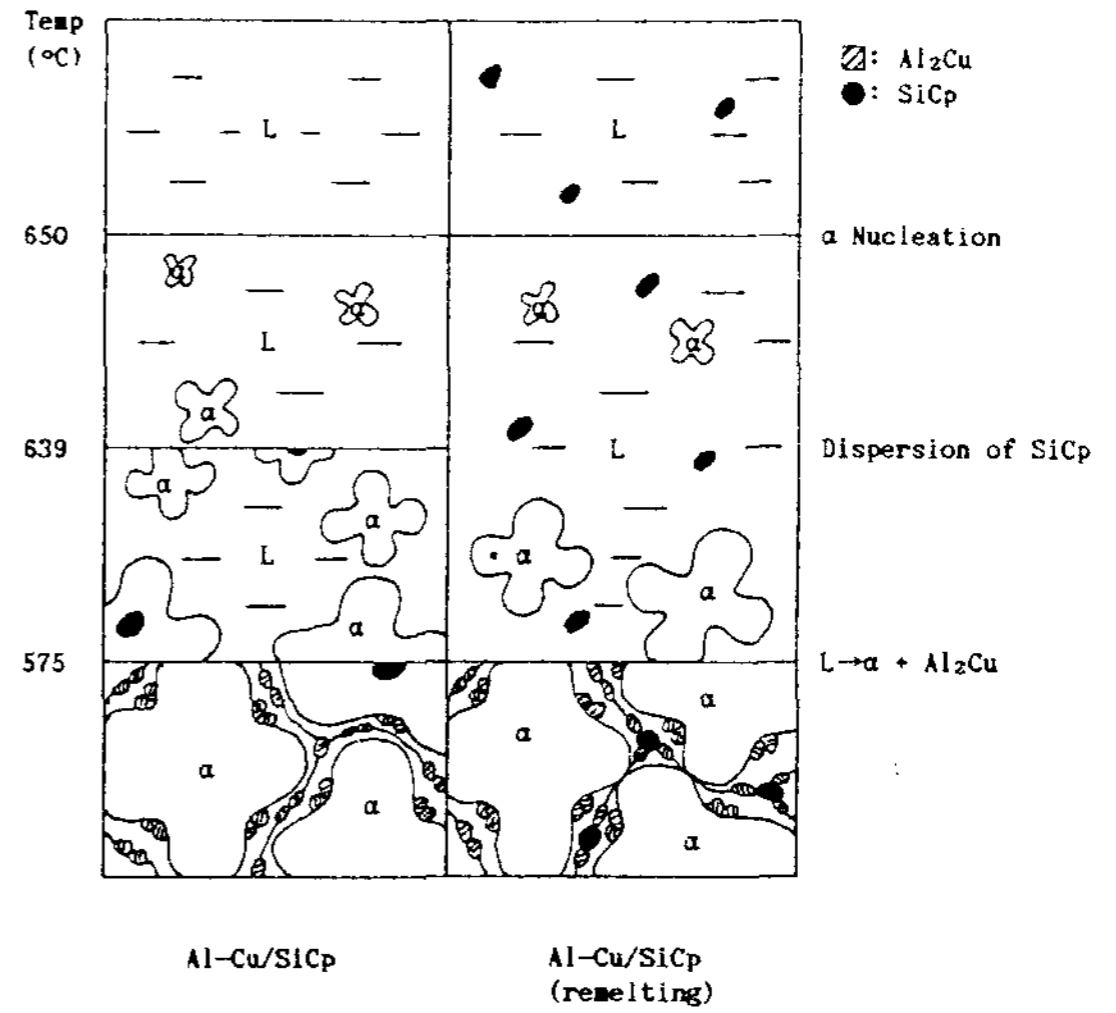 Temp
(°C)
: Al₂Cu
: SiCp
L
L
650
α Nucleation
α
α
α
α
L
α
L
639
Dispersion of SiCp
α
α
L
α
α
α
α
575
L→α + Al₂Cu
α
α
α
α
α
Al-Cu/SiCp
Al-Cu/SiCp
(remelting)